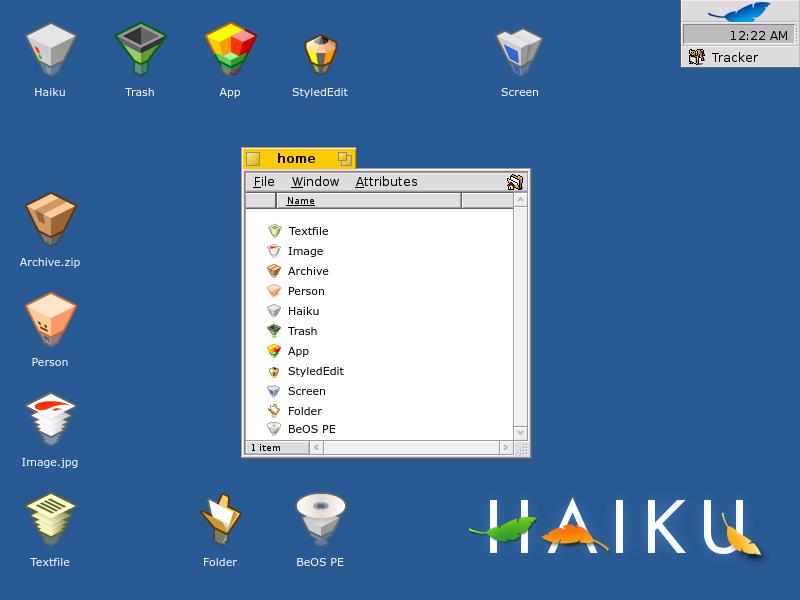 12:22 AM
Tracker
Haiku
Trash
App
StyledEdit
Screen
home
File Window Attributes
Name
Textfile
Image
Archive
Person
Haiku
Trash
App
StyledEdit
Screen
Folder
BeOS PE
1 item
Archive.zip
Person
Image.jpg
Textfile
Folder
BeOS PE
HAIKU